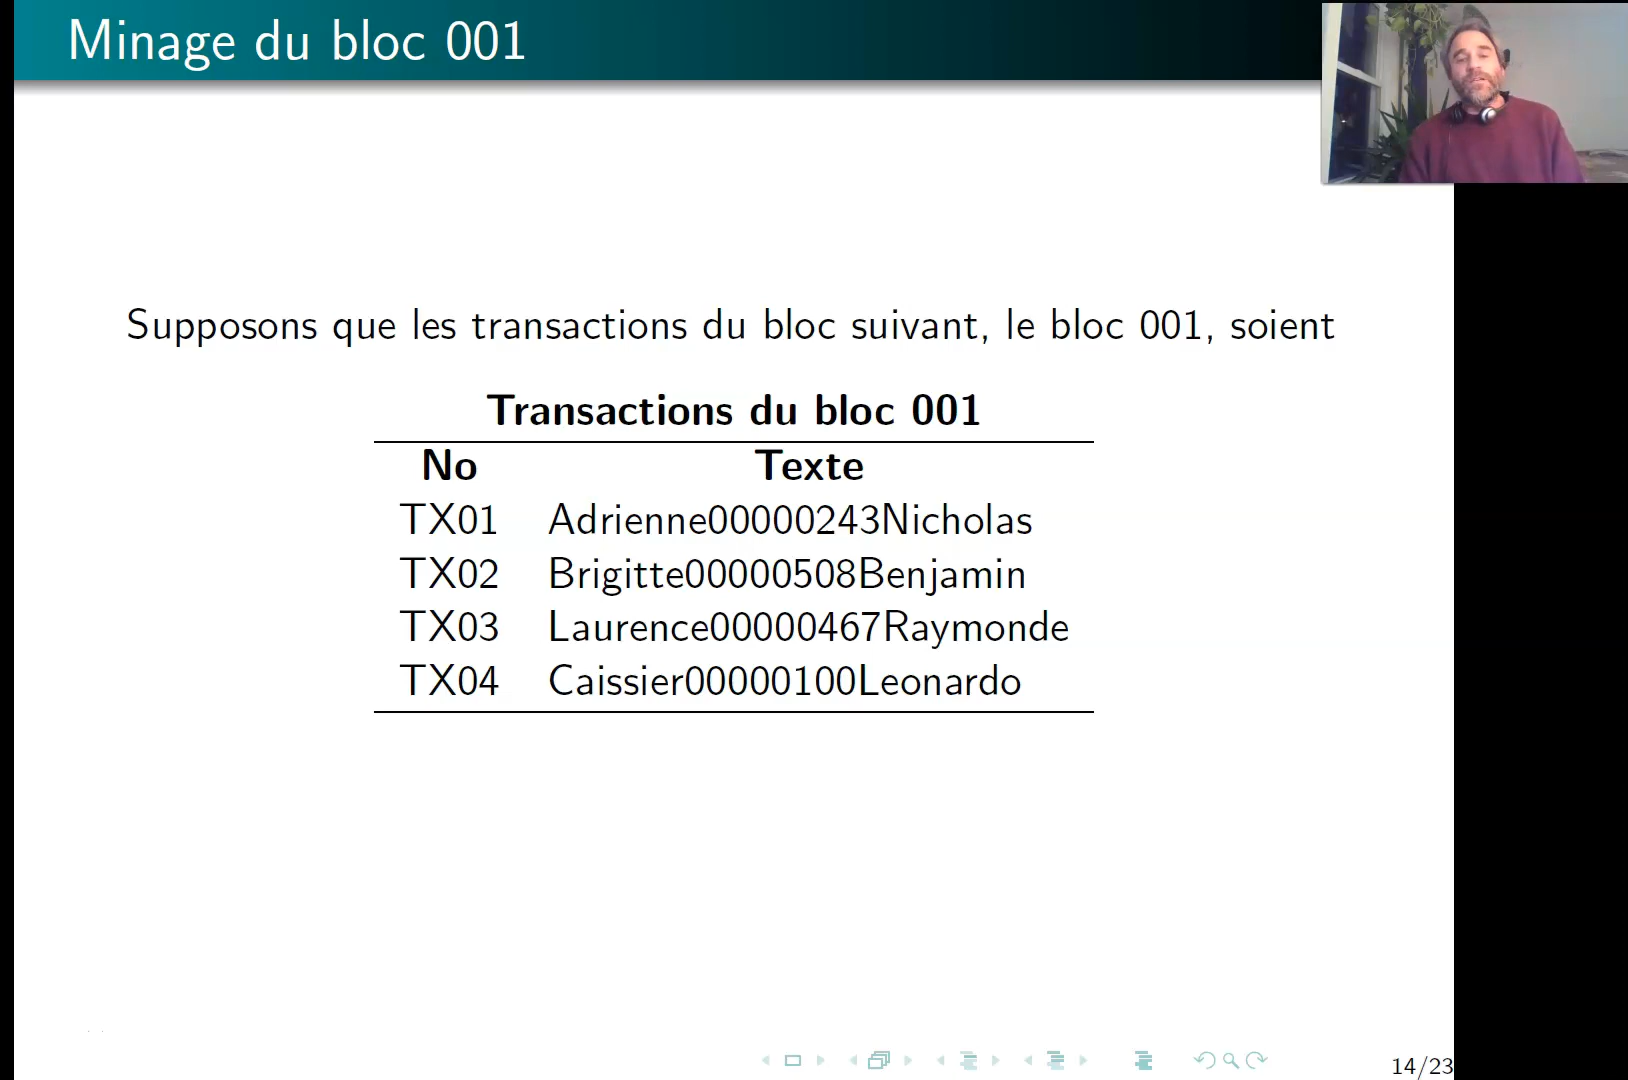 Minage du bloc 001
Supposons que les transactions du bloc suivant, le bloc 001, soient
Transactions du bloc 001
No Texte
TX01 Adrienne00000243Nicholas
TX02 Brigitte00000508Benjamin
TX03 Laurence00000467Raymonde
TX04 Caissier00000100Leonardo
14/23